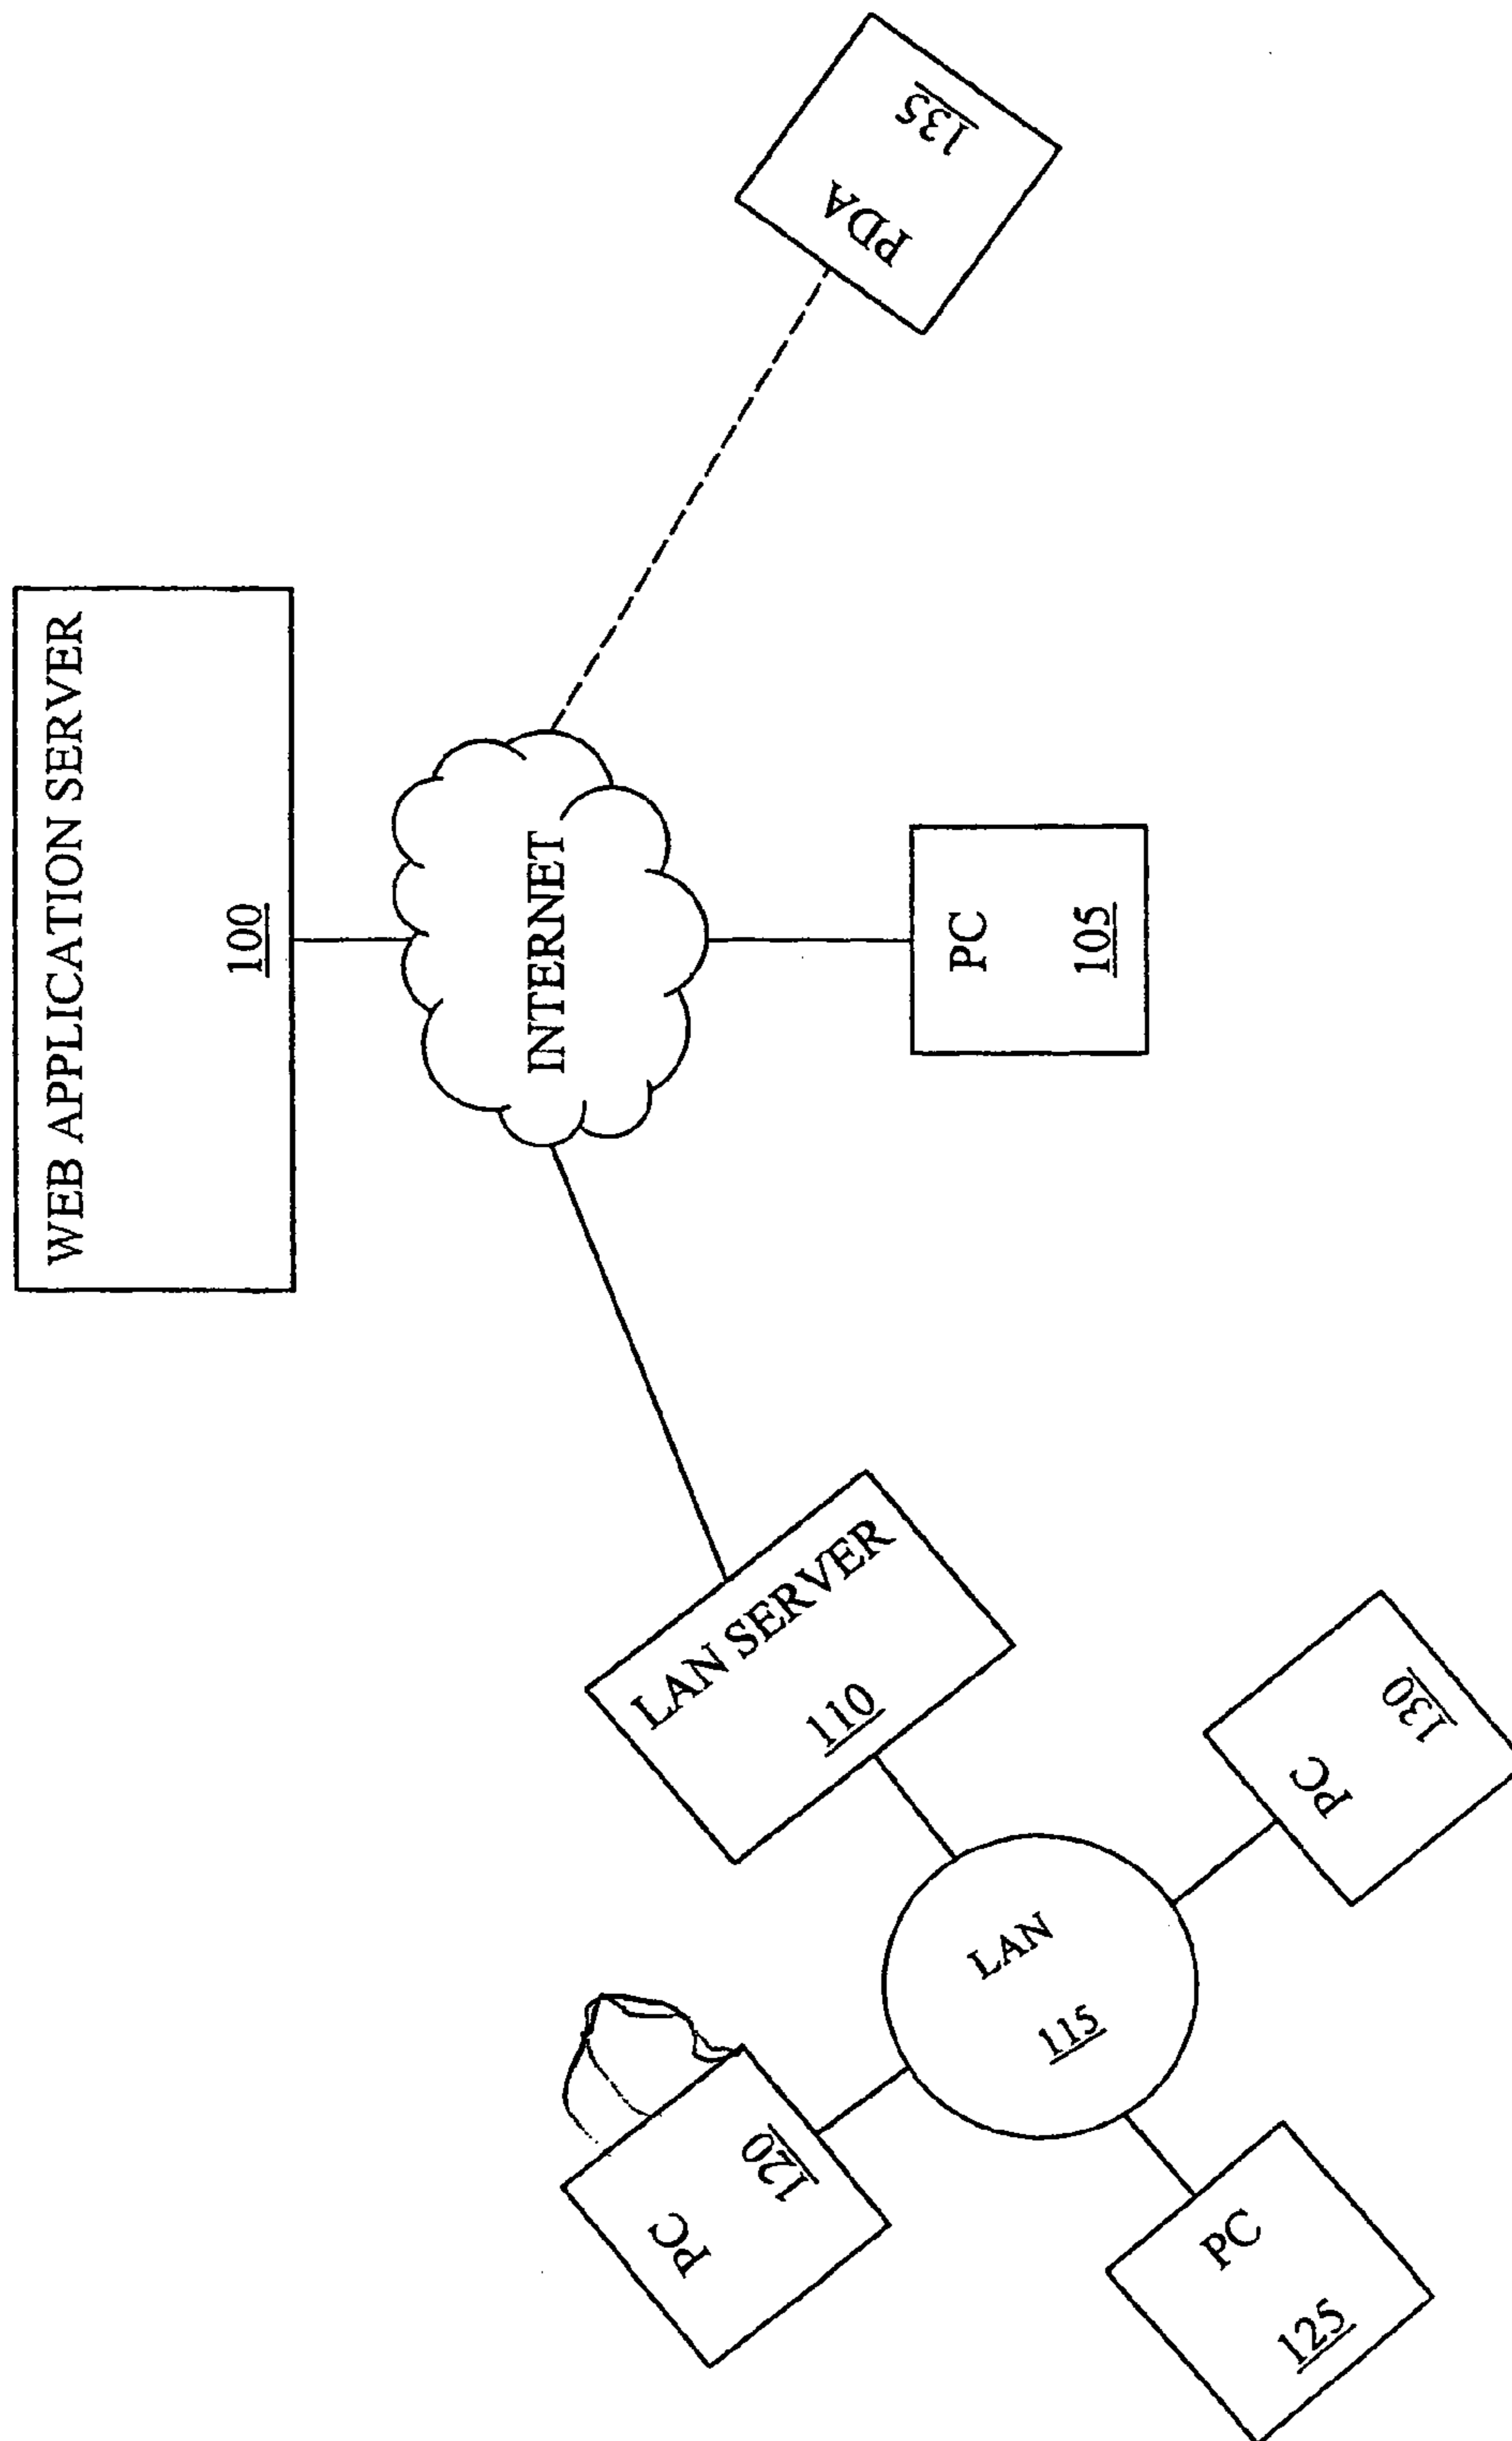 WEB APPLICATION SERVER
100
INTERNET
PDA
135
PC
105
LAN SERVER
110
LAN
115
PC
120
PC
125
PC
130